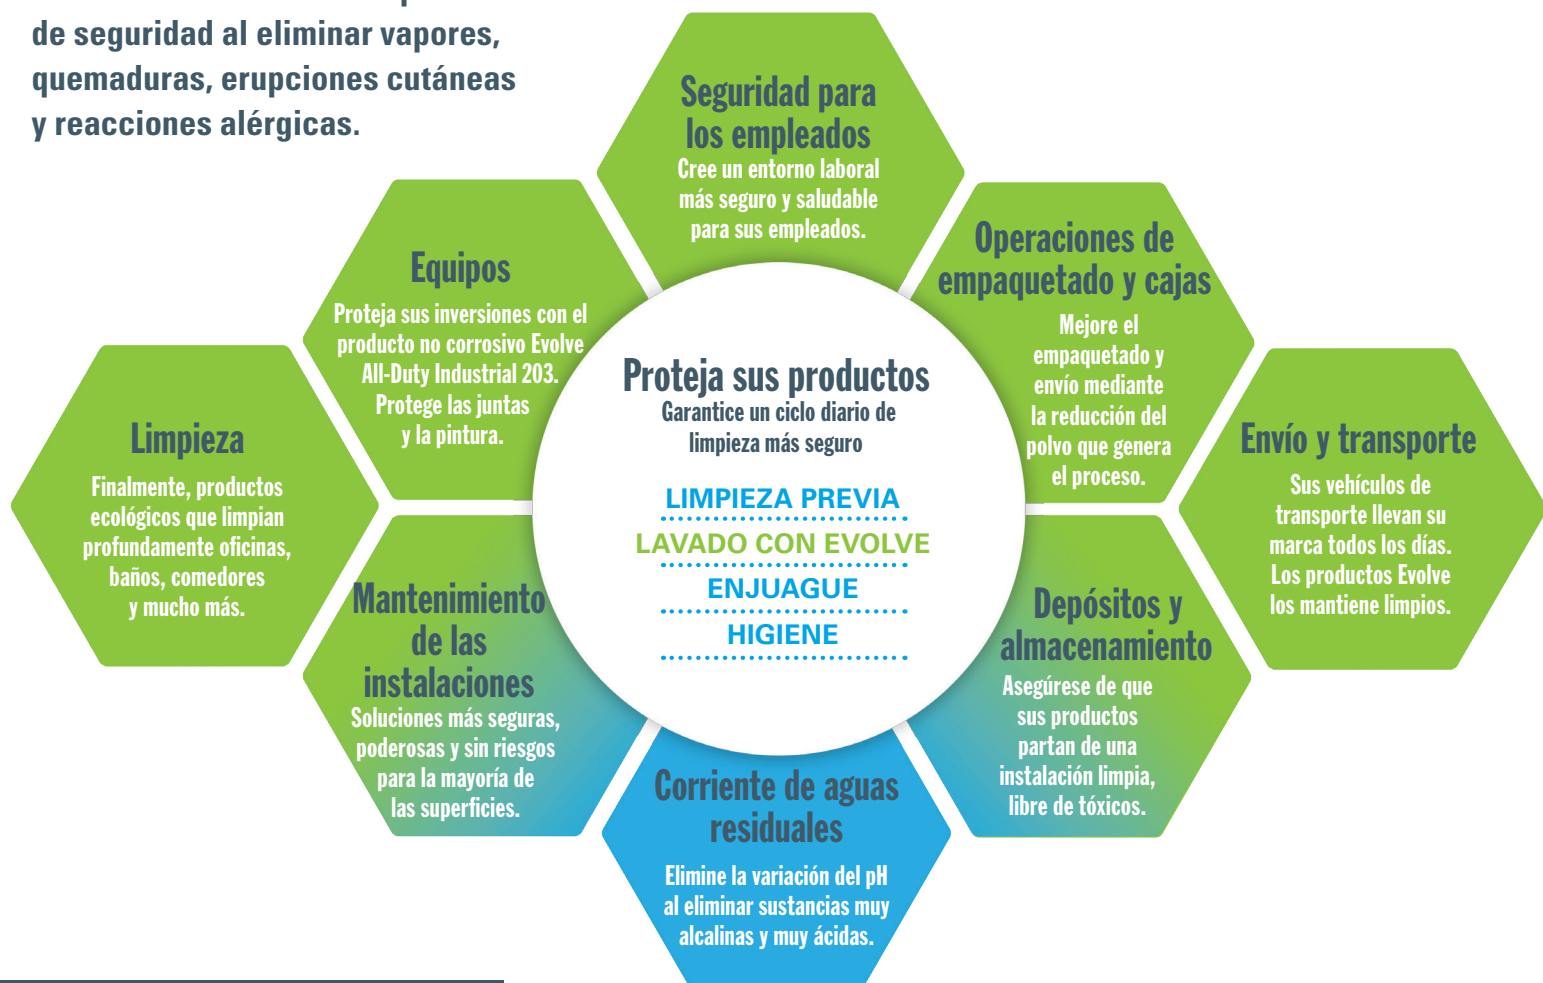 de seguridad al eliminar vapores,
quemaduras, erupciones cutáneas
y reacciones alérgicas.
Seguridad para
los empleados
Cree un entorno laboral
más seguro y saludable
para sus empleados.
Equipos
Proteja sus inversiones con el
producto no corrosivo Evolve
All-Duty Industrial 203.
Protege las juntas
y la pintura.
Operaciones de
empaquetado y cajas
Mejore el
empaquetado y
envío mediante
la reducción del
polvo que genera
el proceso.
Limpieza
Finalmente, productos
ecológicos que limpian
profundamente oficinas,
baños, comedores
y mucho más.
Proteja sus productos
Garantice un ciclo diario de
limpieza más seguro
LIMPIEZA PREVIA
LAVADO CON EVOLVE
ENJUAGUE
HIGIENE
Envío y transporte
Sus vehículos de
transporte llevan su
marca todos los días.
Los productos Evolve
los mantiene limpios.
Mantenimiento
de las
instalaciones
Soluciones más seguras,
poderosas y sin riesgos
para la mayoría de
las superficies.
Depósitos y
almacenamiento
Asegúrese de que
sus productos
partan de una
instalación limpia,
libre de tóxicos.
Corriente de aguas
residuales
Elimine la variación del pH
al eliminar sustancias muy
alcalinas y muy ácidas.